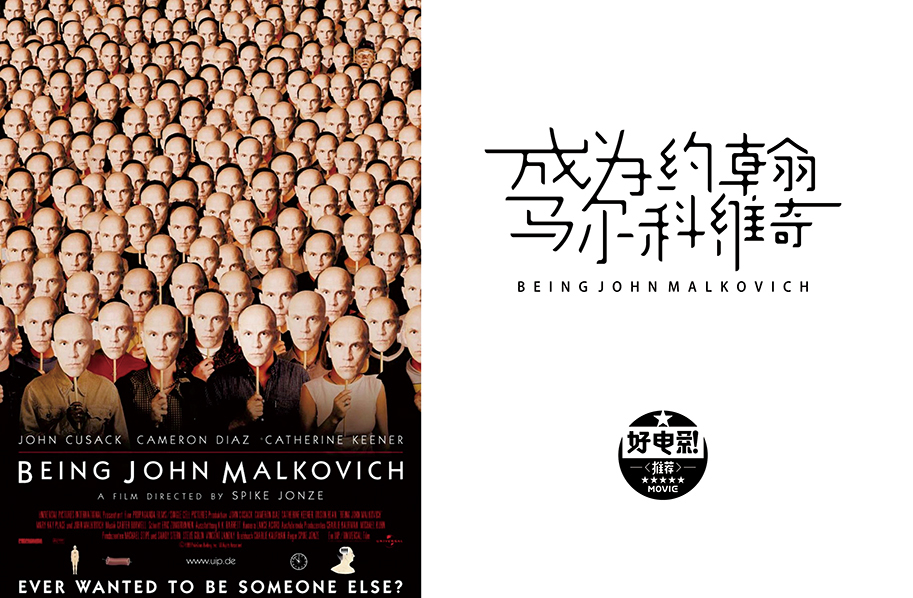 JOHN CUSACK CAMERON DIAZ CATHERINE KEENER
BEING JOHN MALKOVICH
A FILM DIRECTED BY SPIKE JONZE
www.uip.de
EVER WANTED TO BE SOMEONE ELSE?
成为约翰
马尔科维奇
BEING JOHN MALKOVICH
好电影!
推荐
MOVIE